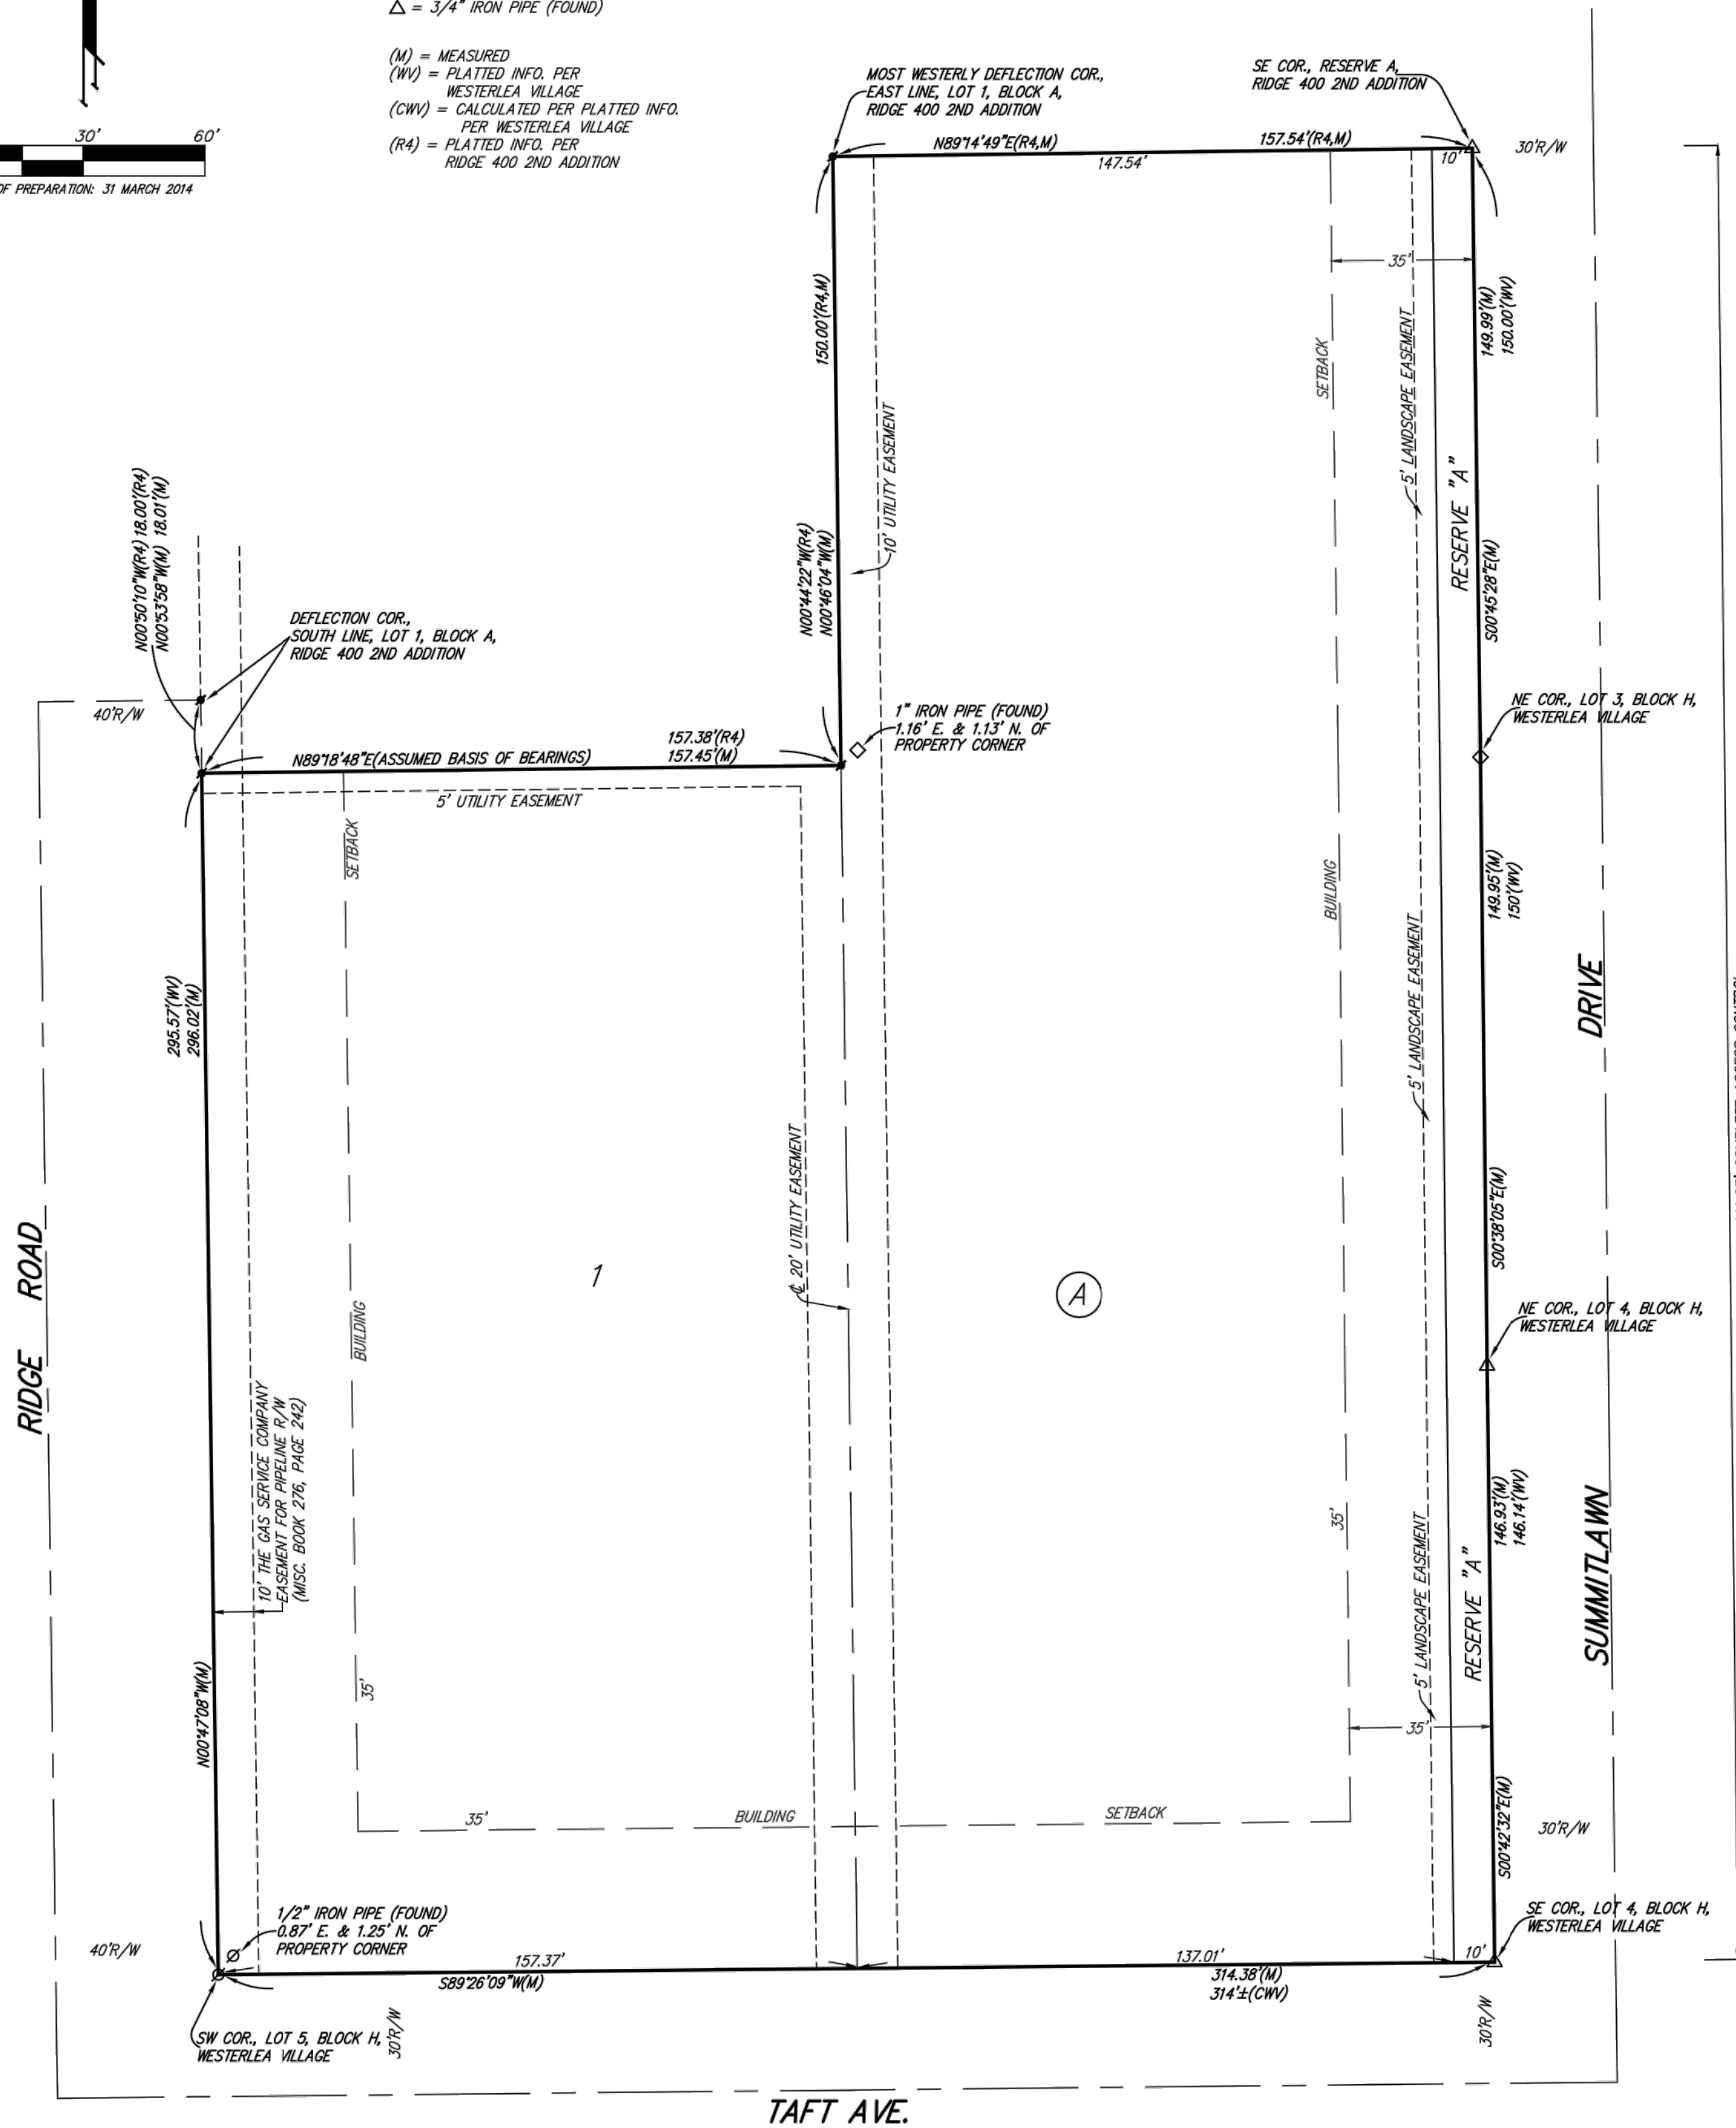 △ = 3/4" IRON PIPE (FOUND)
(M) = MEASURED
(WV) = PLATTED INFO. PER
WESTERLEA VILLAGE
(CWV) = CALCULATED PER PLATTED INFO.
PER WESTERLEA VILLAGE
(R4) = PLATTED INFO. PER
RIDGE 400 2ND ADDITION
30' 60'
OF PREPARATION: 31 MARCH 2014
MOST WESTERLY DEFLECTION COR.,
EAST LINE, LOT 1, BLOCK A,
RIDGE 400 2ND ADDITION
SE COR., RESERVE A,
RIDGE 400 2ND ADDITION
N89°14'49"E(R4,M)
157.54'(R4,M)
147.54'
10'
30'R/W
35'
150.00'(R4,M)
149.99'(M)
150.00'(WV)
SETBACK
5' LANDSCAPE EASEMENT
RESERVE "A"
10' UTILITY EASEMENT
N00°44'22"W(R4)
N00°46'04"W(M)
S00°45'28"E(M)
N00°50'10"W(R4) 18.00'(R4)
N00°53'58"W(M) 18.01'(M)
DEFLECTION COR.,
SOUTH LINE, LOT 1, BLOCK A,
RIDGE 400 2ND ADDITION
40'R/W
1" IRON PIPE (FOUND)
1.16' E. & 1.13' N. OF
PROPERTY CORNER
NE COR., LOT 3, BLOCK H,
WESTERLEA VILLAGE
N89°18'48"E(ASSUMED BASIS OF BEARINGS)
157.38'(R4)
157.45'(M)
5' UTILITY EASEMENT
SETBACK
BUILDING
149.95'(M)
150'(WV)
295.57'(WV)
296.02'(M)
5' LANDSCAPE EASEMENT
DRIVE
℄ 20' UTILITY EASEMENT
S00°38'05"E(M)
RIDGE ROAD
1
A
BUILDING
NE COR., LOT 4, BLOCK H,
WESTERLEA VILLAGE
10' THE GAS SERVICE COMPANY
EASEMENT FOR PIPELINE R/W
(MISC. BOOK 276, PAGE 242)
35'
146.93'(M)
146.14'(WV)
5' LANDSCAPE EASEMENT
RESERVE "A"
SUMMITLAWN
N00°47'08"W(M)
35'
35'
35'
BUILDING
SETBACK
S00°42'32"E(M)
30'R/W
1/2" IRON PIPE (FOUND)
0.87' E. & 1.25' N. OF
PROPERTY CORNER
SE COR., LOT 4, BLOCK H,
WESTERLEA VILLAGE
40'R/W
157.37'
137.01'
10'
S89°26'09"W(M)
314.38'(M)
314'±(CWV)
SW COR., LOT 5, BLOCK H,
WESTERLEA VILLAGE
30'R/W
30'R/W
TAFT AVE.